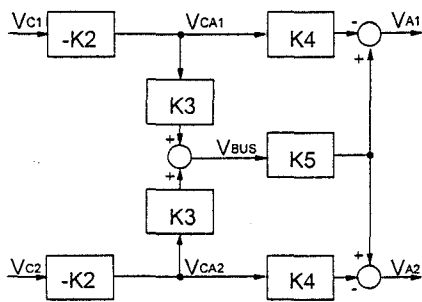 VC1
-K2
VCA1
K4
-
VA1
+
K3
+
VBUS
K5
+
K3
+
VC2
-K2
VCA2
K4
-
VA2